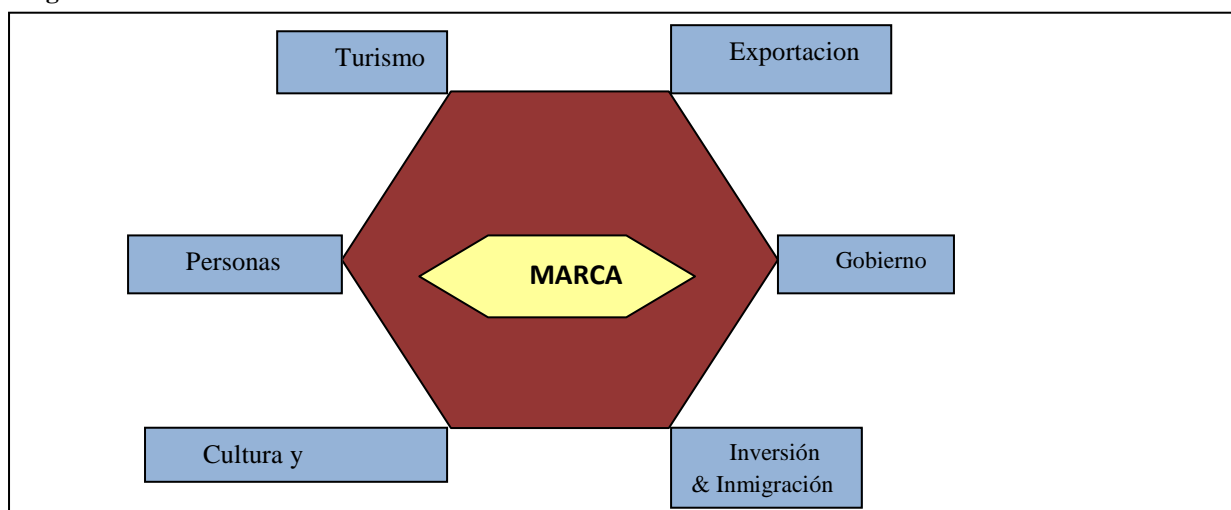 Turismo
Exportacion
Personas
MARCA
Gobierno
Cultura y
Inversión
& Inmigración